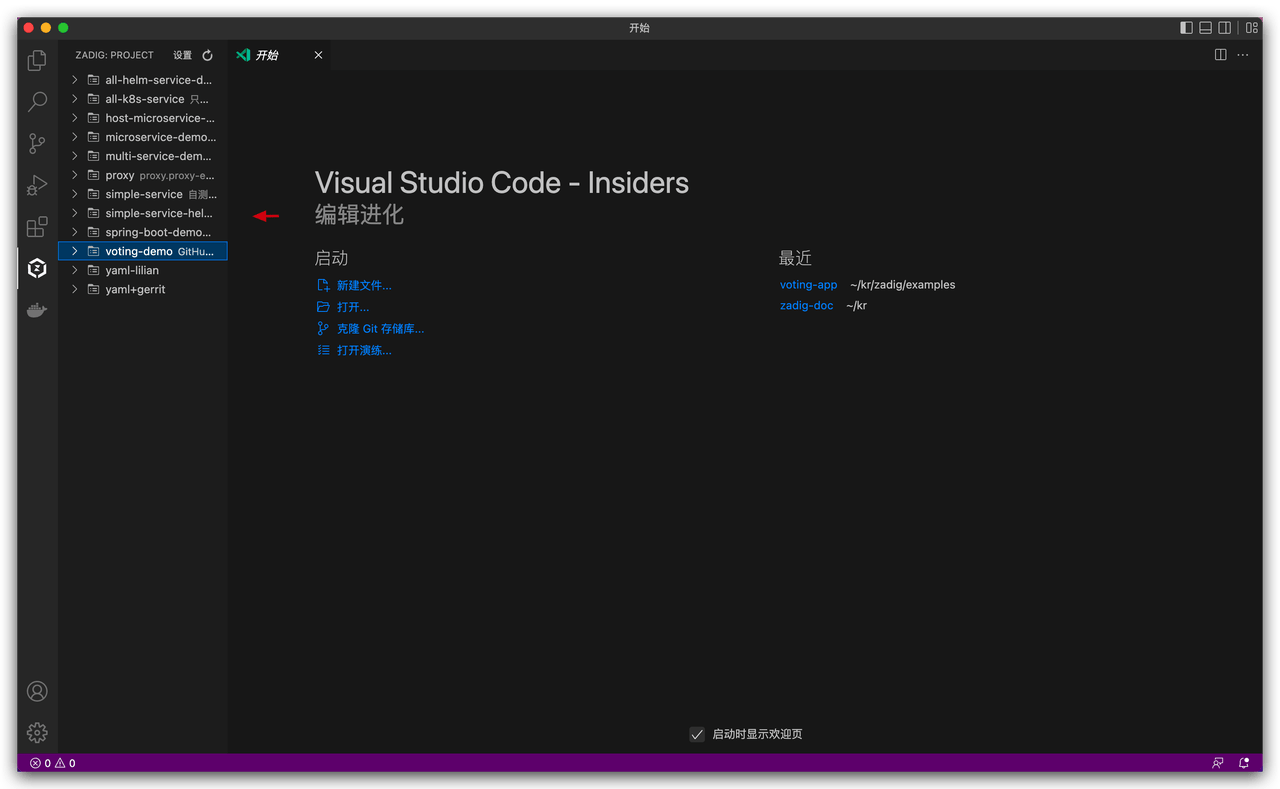 开始
ZADIG: PROJECT 设置
开始
all-helm-service-d...
all-k8s-service 只...
host-microservice-...
microservice-demo...
multi-service-dem...
proxy proxy.proxy-e...
simple-service 自测...
simple-service-hel...
spring-boot-demo...
voting-demo GitHu...
yaml-lilian
yaml+gerrit
Visual Studio Code - Insiders
编辑进化
启动
新建文件...
打开...
克隆 Git 存储库...
打开演练...
最近
voting-app ~/kr/zadig/examples
zadig-doc ~/kr
启动时显示欢迎页
0 0